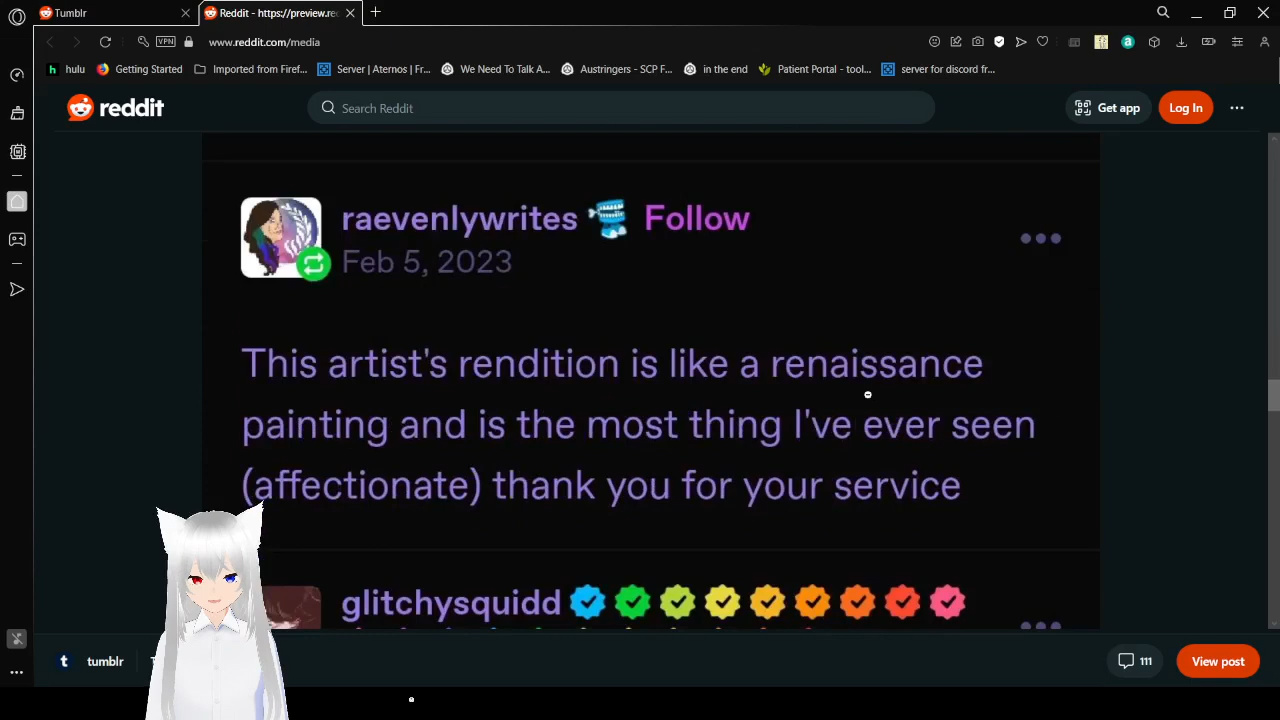 Tumblr
Reddit - https://preview.red
VPN
www.reddit.com/media
hulu
Getting Started
Imported from Firef...
Server | Aternos | Fr...
We Need To Talk A...
Austringers - SCP F...
in the end
Patient Portal - tool...
server for discord fr...
reddit
Search Reddit
Get app
Log In
raevenlywrites Follow
Feb 5, 2023
This artist's rendition is like a renaissance
painting and is the most thing I've ever seen
(affectionate) thank you for your service
glitchysquidd
tumblr
111
View post